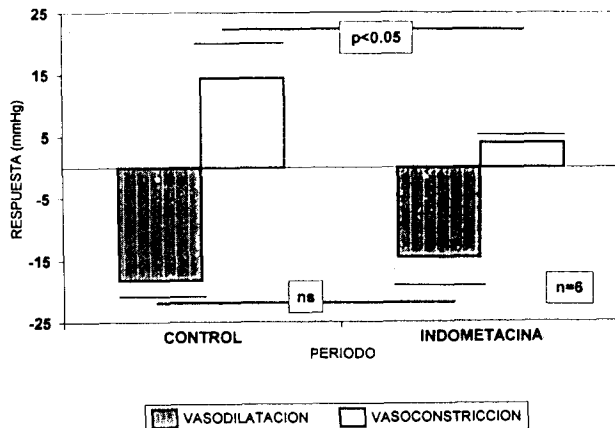 25
p<0.05
15
5
RESPUESTA (mmHg)
-5
-15
ns
n=6
-25
CONTROL INDOMETACINA
PERIODO
VASODILATACION VASOCONSTRICCION